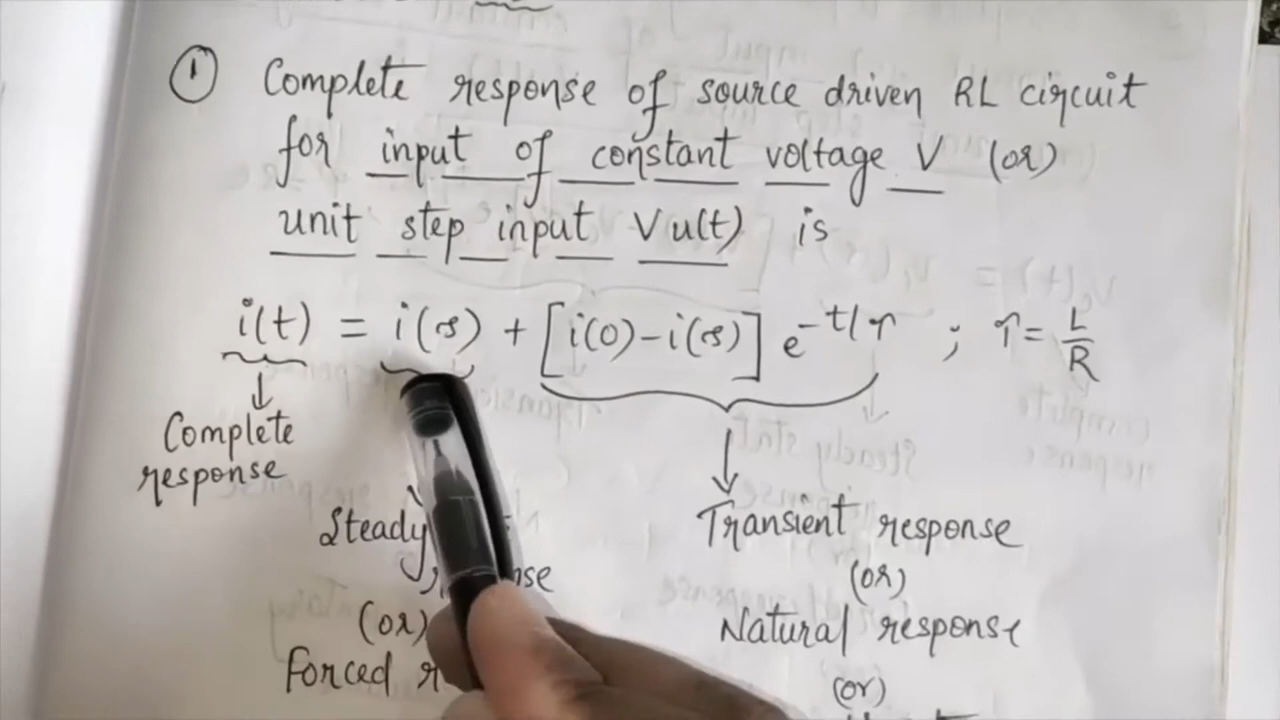 ① Complete response of source driven RL circuit
for input of constant voltage V (or)
unit step input Vu(t) is
i(t) = i(∞) + [i(0)-i(∞)] e^{-t/τ} ; τ = L/R
Complete
response
Steady
Transient response
(or)
(or)
Natural response
Forced
(or)